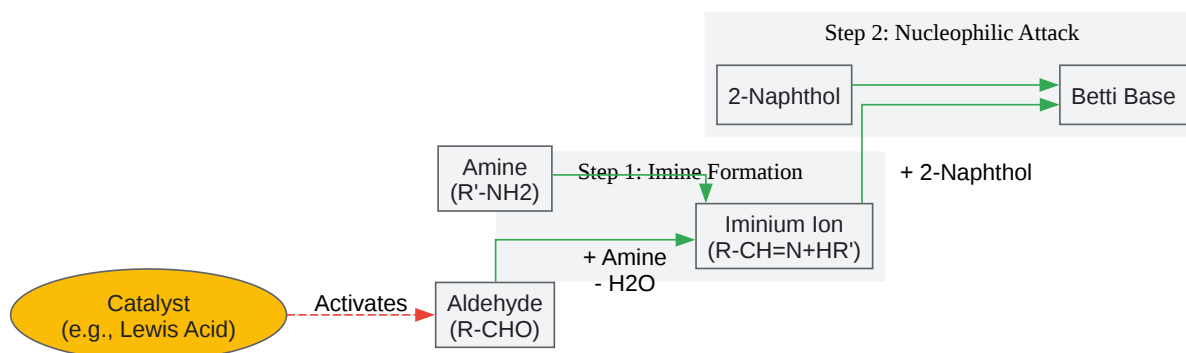 Step 2: Nucleophilic Attack
2-Naphthol
Betti Base
Amine
(R'-NH2)
Step 1: Imine Formation
+ 2-Naphthol
Iminium Ion
(R-CH=N+HR')
+ Amine
- H2O
Catalyst
(e.g., Lewis Acid)
Activates
Aldehyde
(R-CHO)